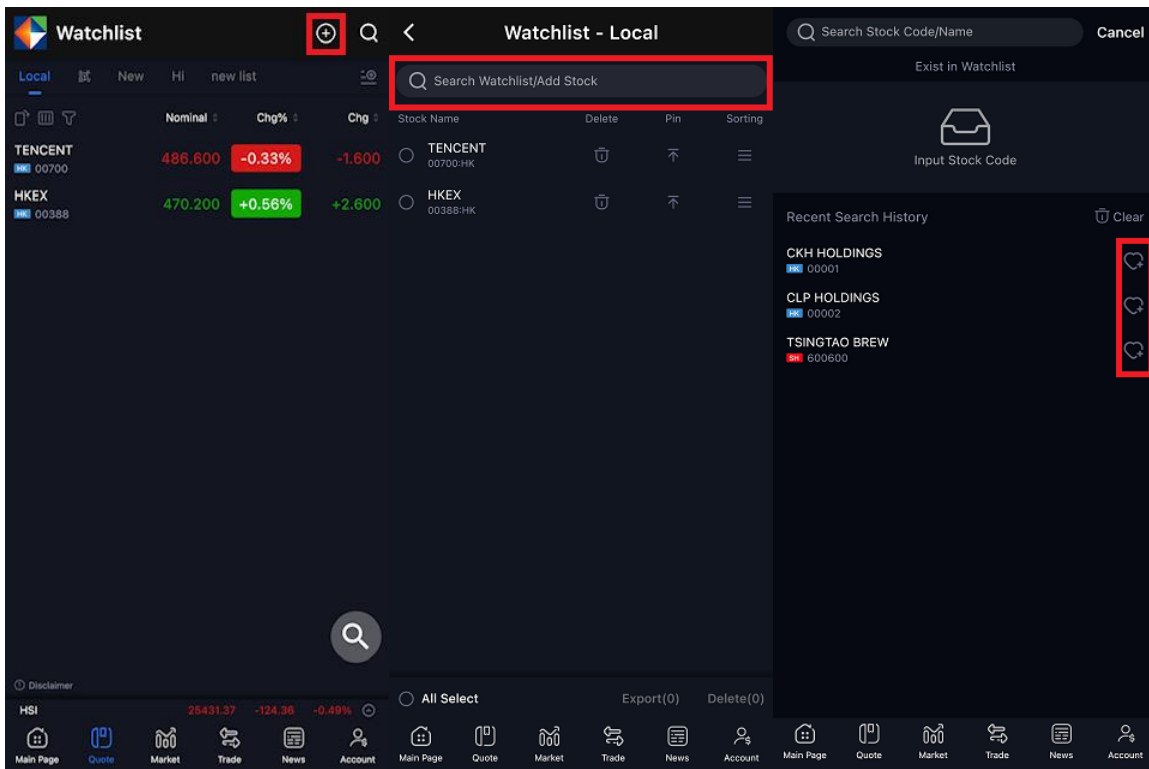 Watchlist
Local 試 New Hi new list
Nominal Chg% Chg
TENCENT
HK 00700
486.600 -0.33% -1.600
HKEX
HK 00388
470.200 +0.56% +2.600
Disclaimer
HSI 25431.37 -124.36 -0.49%
Main Page Quote Market Trade News Account
Watchlist - Local
Search Watchlist/Add Stock
Stock Name Delete Pin Sorting
TENCENT
00700:HK
HKEX
00388:HK
All Select Export(0) Delete(0)
Main Page Quote Market Trade News Account
Search Stock Code/Name Cancel
Exist in Watchlist
Input Stock Code
Recent Search History Clear
CKH HOLDINGS
HK 00001
CLP HOLDINGS
HK 00002
TSINGTAO BREW
SH 600600
Main Page Quote Market Trade News Account